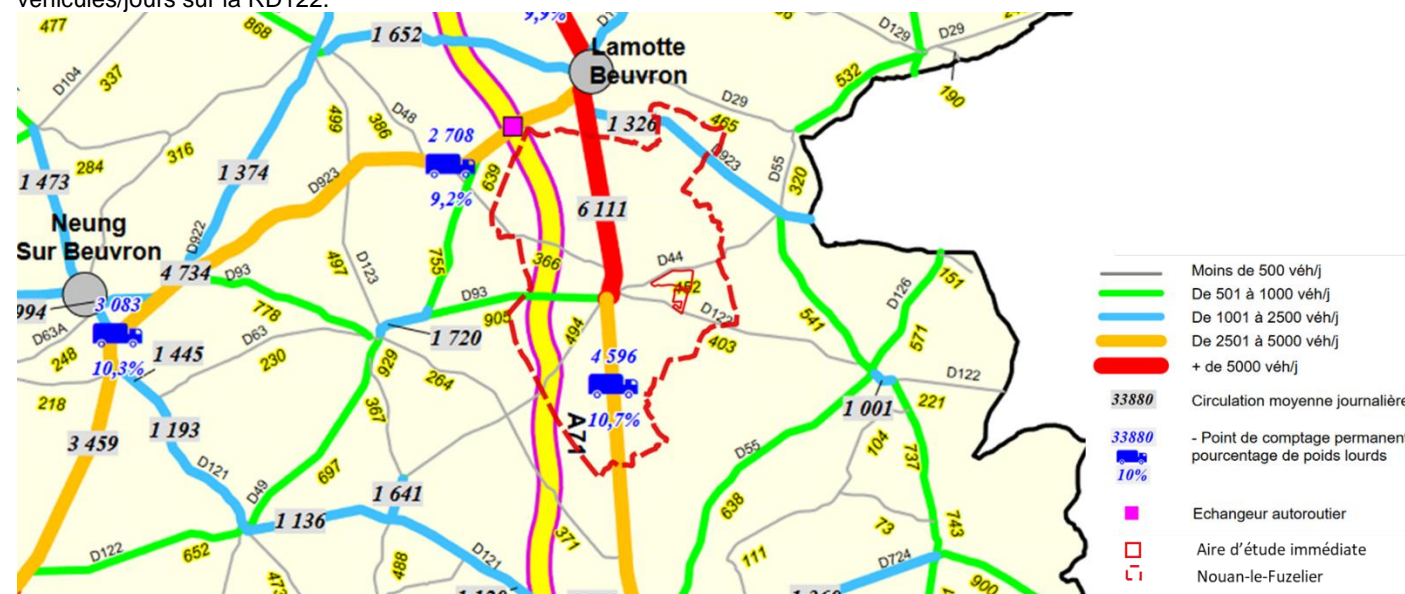 véhicules/jours sur la RD122.
477
868
1 652
9,9%
Lamotte
Beuvron
D129
D29
D104
337
532
190
499
386
D48
2 708
9,2%
639
1 326
465
D29
D923
D55
320
284
316
1 473
1 374
D923
D922
Neung
Sur Beuvron
4 734
D93
497
D123
755
366
6 111
D44
452
D122
403
D126
151
571
541
994
3 083
10,3%
D63A
248
778
D63
230
1 445
1 720
D93
905
494
929
264
367
4 596
10,7%
A71
D122
221
1 001
218
3 459
1 193
D121
697
D49
1 641
1 136
D55
638
104
737
73
111
743
D122
652
473
488
D121
371
D724
900
Moins de 500 véh/j
De 501 à 1000 véh/j
De 1001 à 2500 véh/j
De 2501 à 5000 véh/j
+ de 5000 véh/j
33880 Circulation moyenne journalière
33880 - Point de comptage permanent
pourcentage de poids lourds
10%
Echangeur autoroutier
Aire d'étude immédiate
Nouan-le-Fuzelier